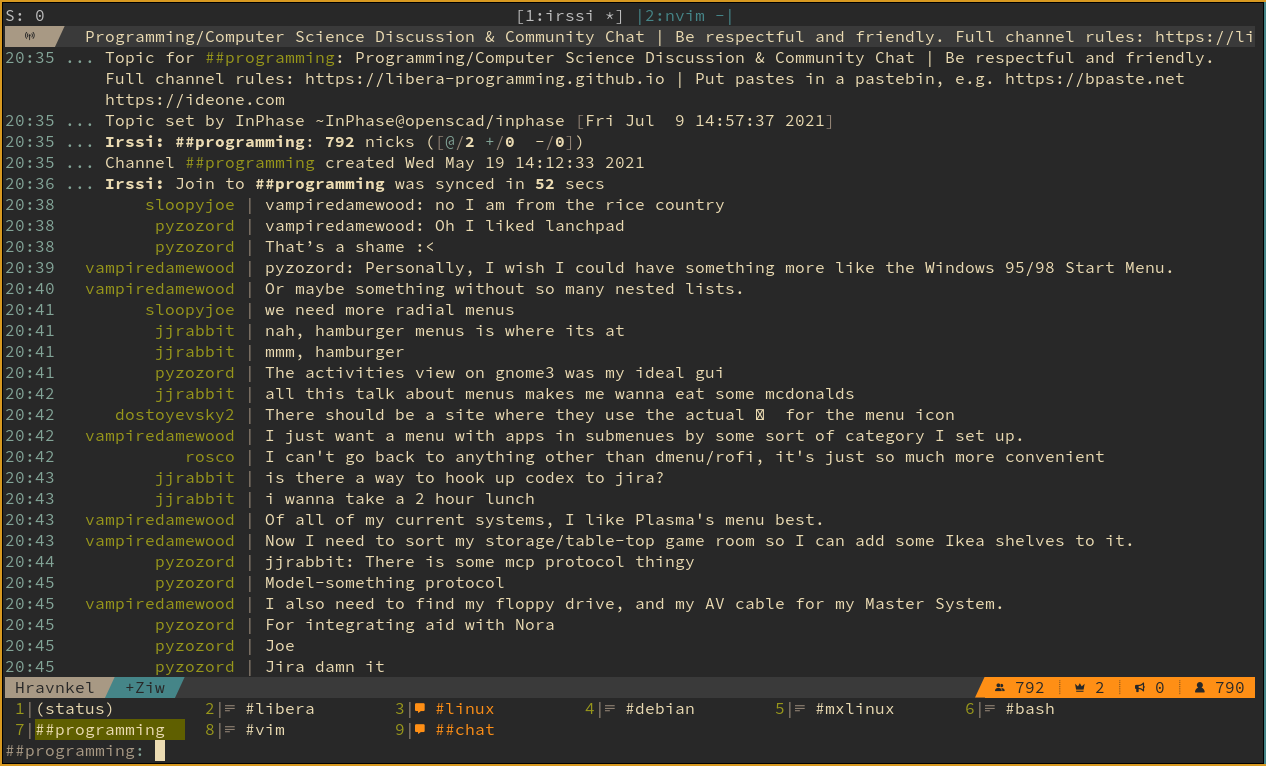 S: 0 [1:irssi *] |2:nvim -|
Programming/Computer Science Discussion & Community Chat | Be respectful and friendly. Full channel rules: https://li
20:35 ... Topic for ##programming: Programming/Computer Science Discussion & Community Chat | Be respectful and friendly.
Full channel rules: https://libera-programming.github.io | Put pastes in a pastebin, e.g. https://bpaste.net
https://ideone.com
20:35 ... Topic set by InPhase ~InPhase@openscad/inphase [Fri Jul  9 14:57:37 2021]
20:35 ... Irssi: ##programming: 792 nicks ([@/2 +/0  -/0])
20:35 ... Channel ##programming created Wed May 19 14:12:33 2021
20:36 ... Irssi: Join to ##programming was synced in 52 secs
20:38 sloopyjoe | vampiredamewood: no I am from the rice country
20:38 pyzozord | vampiredamewood: Oh I liked lanchpad
20:38 pyzozord | That’s a shame :<
20:39 vampiredamewood | pyzozord: Personally, I wish I could have something more like the Windows 95/98 Start Menu.
20:40 vampiredamewood | Or maybe something without so many nested lists.
20:41 sloopyjoe | we need more radial menus
20:41 jjrabbit | nah, hamburger menus is where its at
20:41 jjrabbit | mmm, hamburger
20:41 pyzozord | The activities view on gnome3 was my ideal gui
20:42 jjrabbit | all this talk about menus makes me wanna eat some mcdonalds
20:42 dostoyevsky2 | There should be a site where they use the actual for the menu icon
20:42 vampiredamewood | I just want a menu with apps in submenues by some sort of category I set up.
20:42 rosco | I can't go back to anything other than dmenu/rofi, it's just so much more convenient
20:43 jjrabbit | is there a way to hook up codex to jira?
20:43 jjrabbit | i wanna take a 2 hour lunch
20:43 vampiredamewood | Of all of my current systems, I like Plasma's menu best.
20:43 vampiredamewood | Now I need to sort my storage/table-top game room so I can add some Ikea shelves to it.
20:44 pyzozord | jjrabbit: There is some mcp protocol thingy
20:45 pyzozord | Model-something protocol
20:45 vampiredamewood | I also need to find my floppy drive, and my AV cable for my Master System.
20:45 pyzozord | For integrating aid with Nora
20:45 pyzozord | Joe
20:45 pyzozord | Jira damn it
Hravnkel +Ziw 792 2 0 790
1|(status) 2| #libera 3| #linux 4| #debian 5| #mxlinux 6| #bash
7|##programming 8| #vim 9| ##chat
##programming: